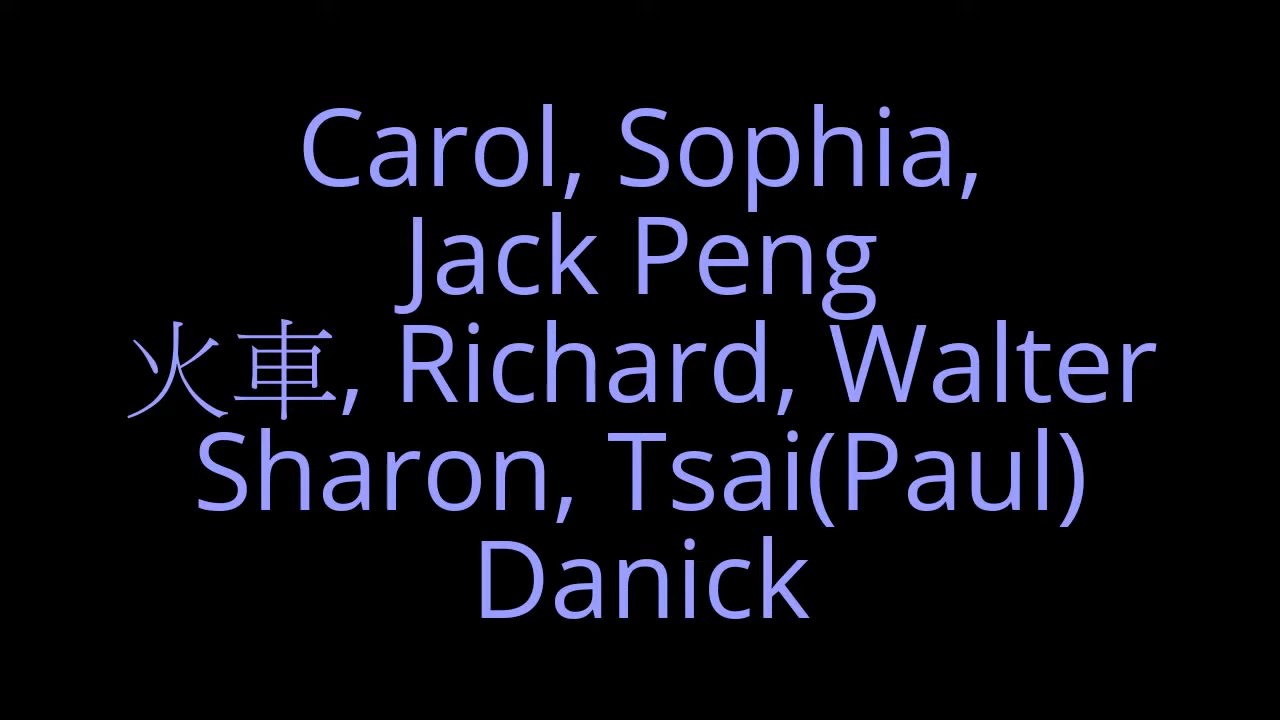 Carol, Sophia,
Jack Peng
火車, Richard, Walter
Sharon, Tsai(Paul)
Danick